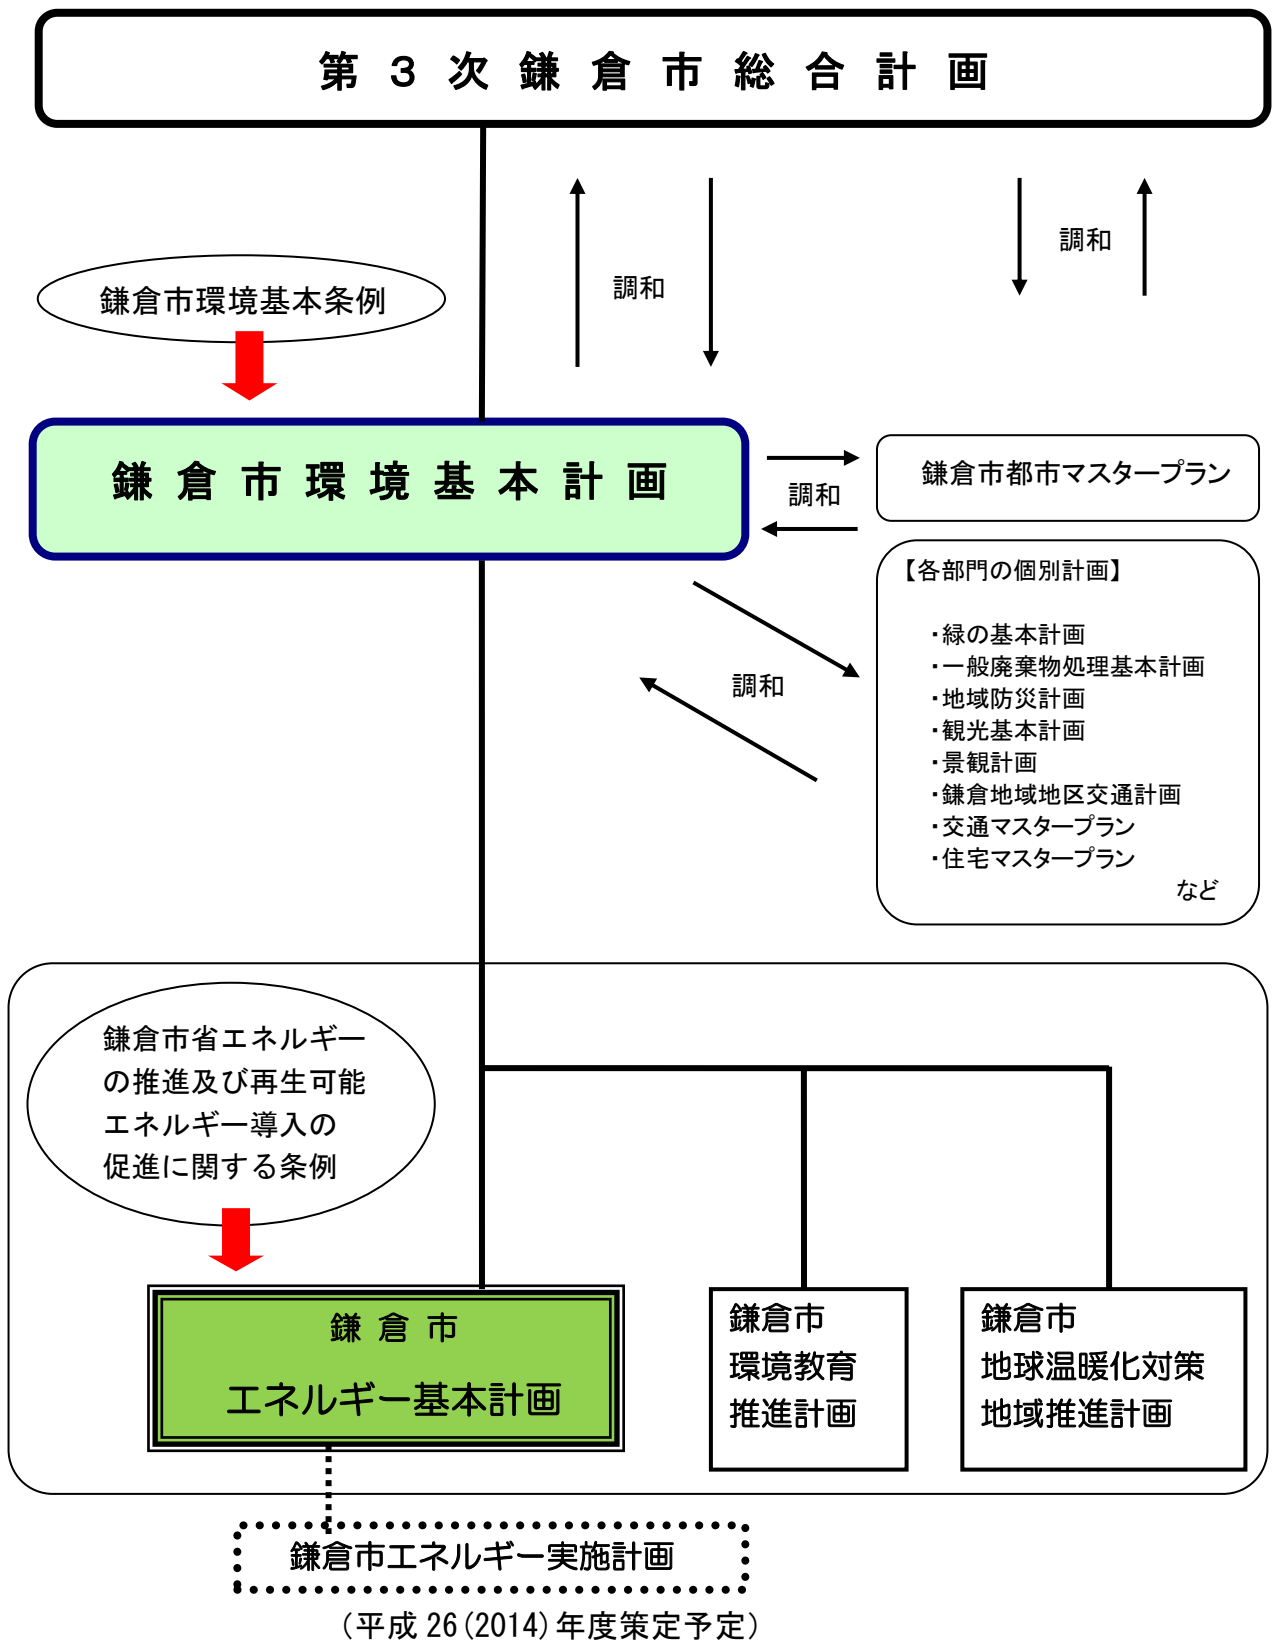 第３次鎌倉市総合計画
調和
調和
鎌倉市環境基本条例
鎌倉市環境基本計画
調和
鎌倉市都市マスタープラン
【各部門の個別計画】
・緑の基本計画
・一般廃棄物処理基本計画
・地域防災計画
・観光基本計画
・景観計画
・鎌倉地域地区交通計画
・交通マスタープラン
・住宅マスタープラン
など
調和
鎌倉市省エネルギー
の推進及び再生可能
エネルギー導入の
促進に関する条例
鎌倉市
エネルギー基本計画
鎌倉市
環境教育
推進計画
鎌倉市
地球温暖化対策
地域推進計画
鎌倉市エネルギー実施計画
（平成 26(2014)年度策定予定）